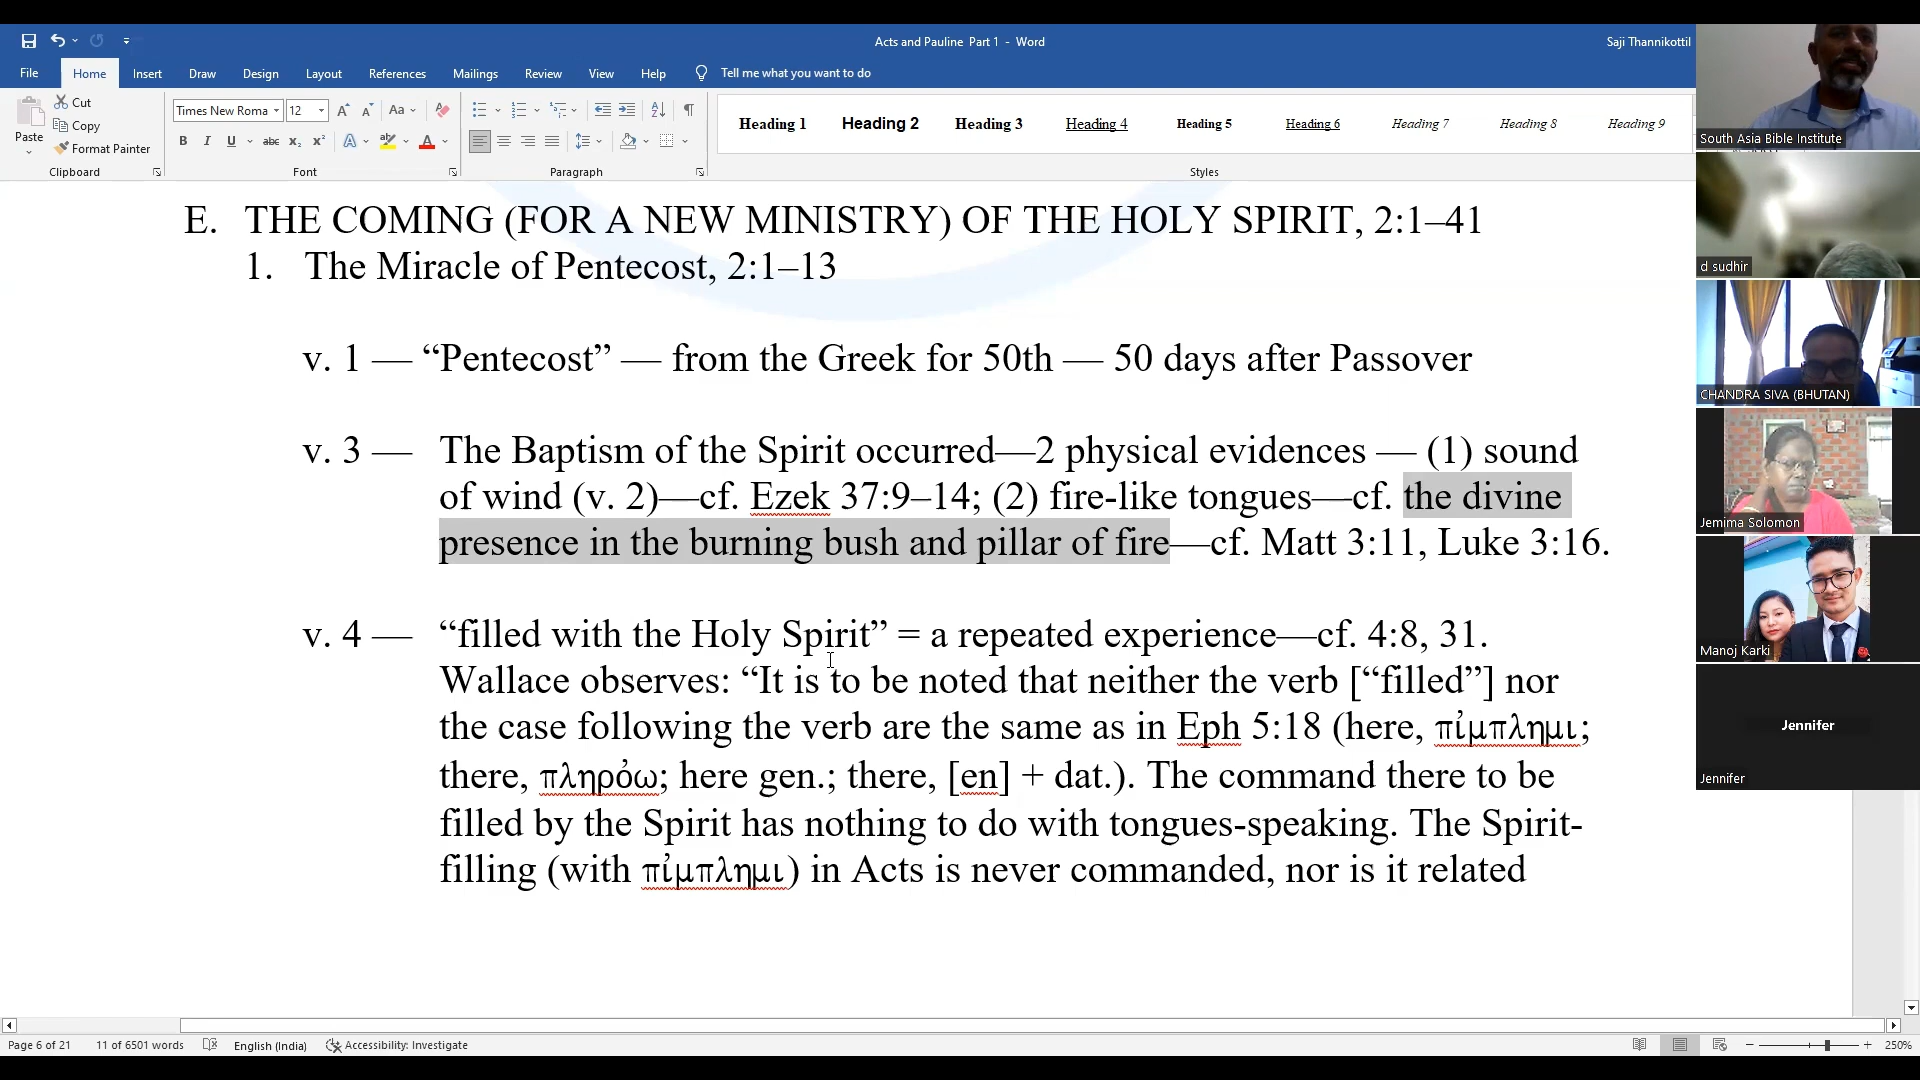 Acts and Pauline Part 1 - Word
Saji Thannikottil
File Home Insert Draw Design Layout References Mailings Review View Help Tell me what you want to do
Paste
Cut
Copy
Format Painter
Clipboard
Times New Roma 12
Font
Paragraph
Heading 1 Heading 2 Heading 3 Heading 4 Heading 5 Heading 6 Heading 7 Heading 8 Heading 9
Styles
E. THE COMING (FOR A NEW MINISTRY) OF THE HOLY SPIRIT, 2:1–41
1. The Miracle of Pentecost, 2:1–13
v. 1 — “Pentecost” — from the Greek for 50th — 50 days after Passover
v. 3 — The Baptism of the Spirit occurred—2 physical evidences — (1) sound
of wind (v. 2)—cf. Ezek 37:9–14; (2) fire-like tongues—cf. the divine
presence in the burning bush and pillar of fire—cf. Matt 3:11, Luke 3:16.
v. 4 — “filled with the Holy Spirit” = a repeated experience—cf. 4:8, 31.
Wallace observes: “It is to be noted that neither the verb [“filled”] nor
the case following the verb are the same as in Eph 5:18 (here, πἰμπλημι;
there, πληρὀω; here gen.; there, [en] + dat.). The command there to be
filled by the Spirit has nothing to do with tongues-speaking. The Spirit-
filling (with πἰμπλημι) in Acts is never commanded, nor is it related
South Asia Bible Institute
d sudhir
CHANDRA SIVA (BHUTAN)
Jemima Solomon
Manoj Karki
Jennifer
Jennifer
Page 6 of 21 11 of 6501 words English (India) Accessibility: Investigate 250%